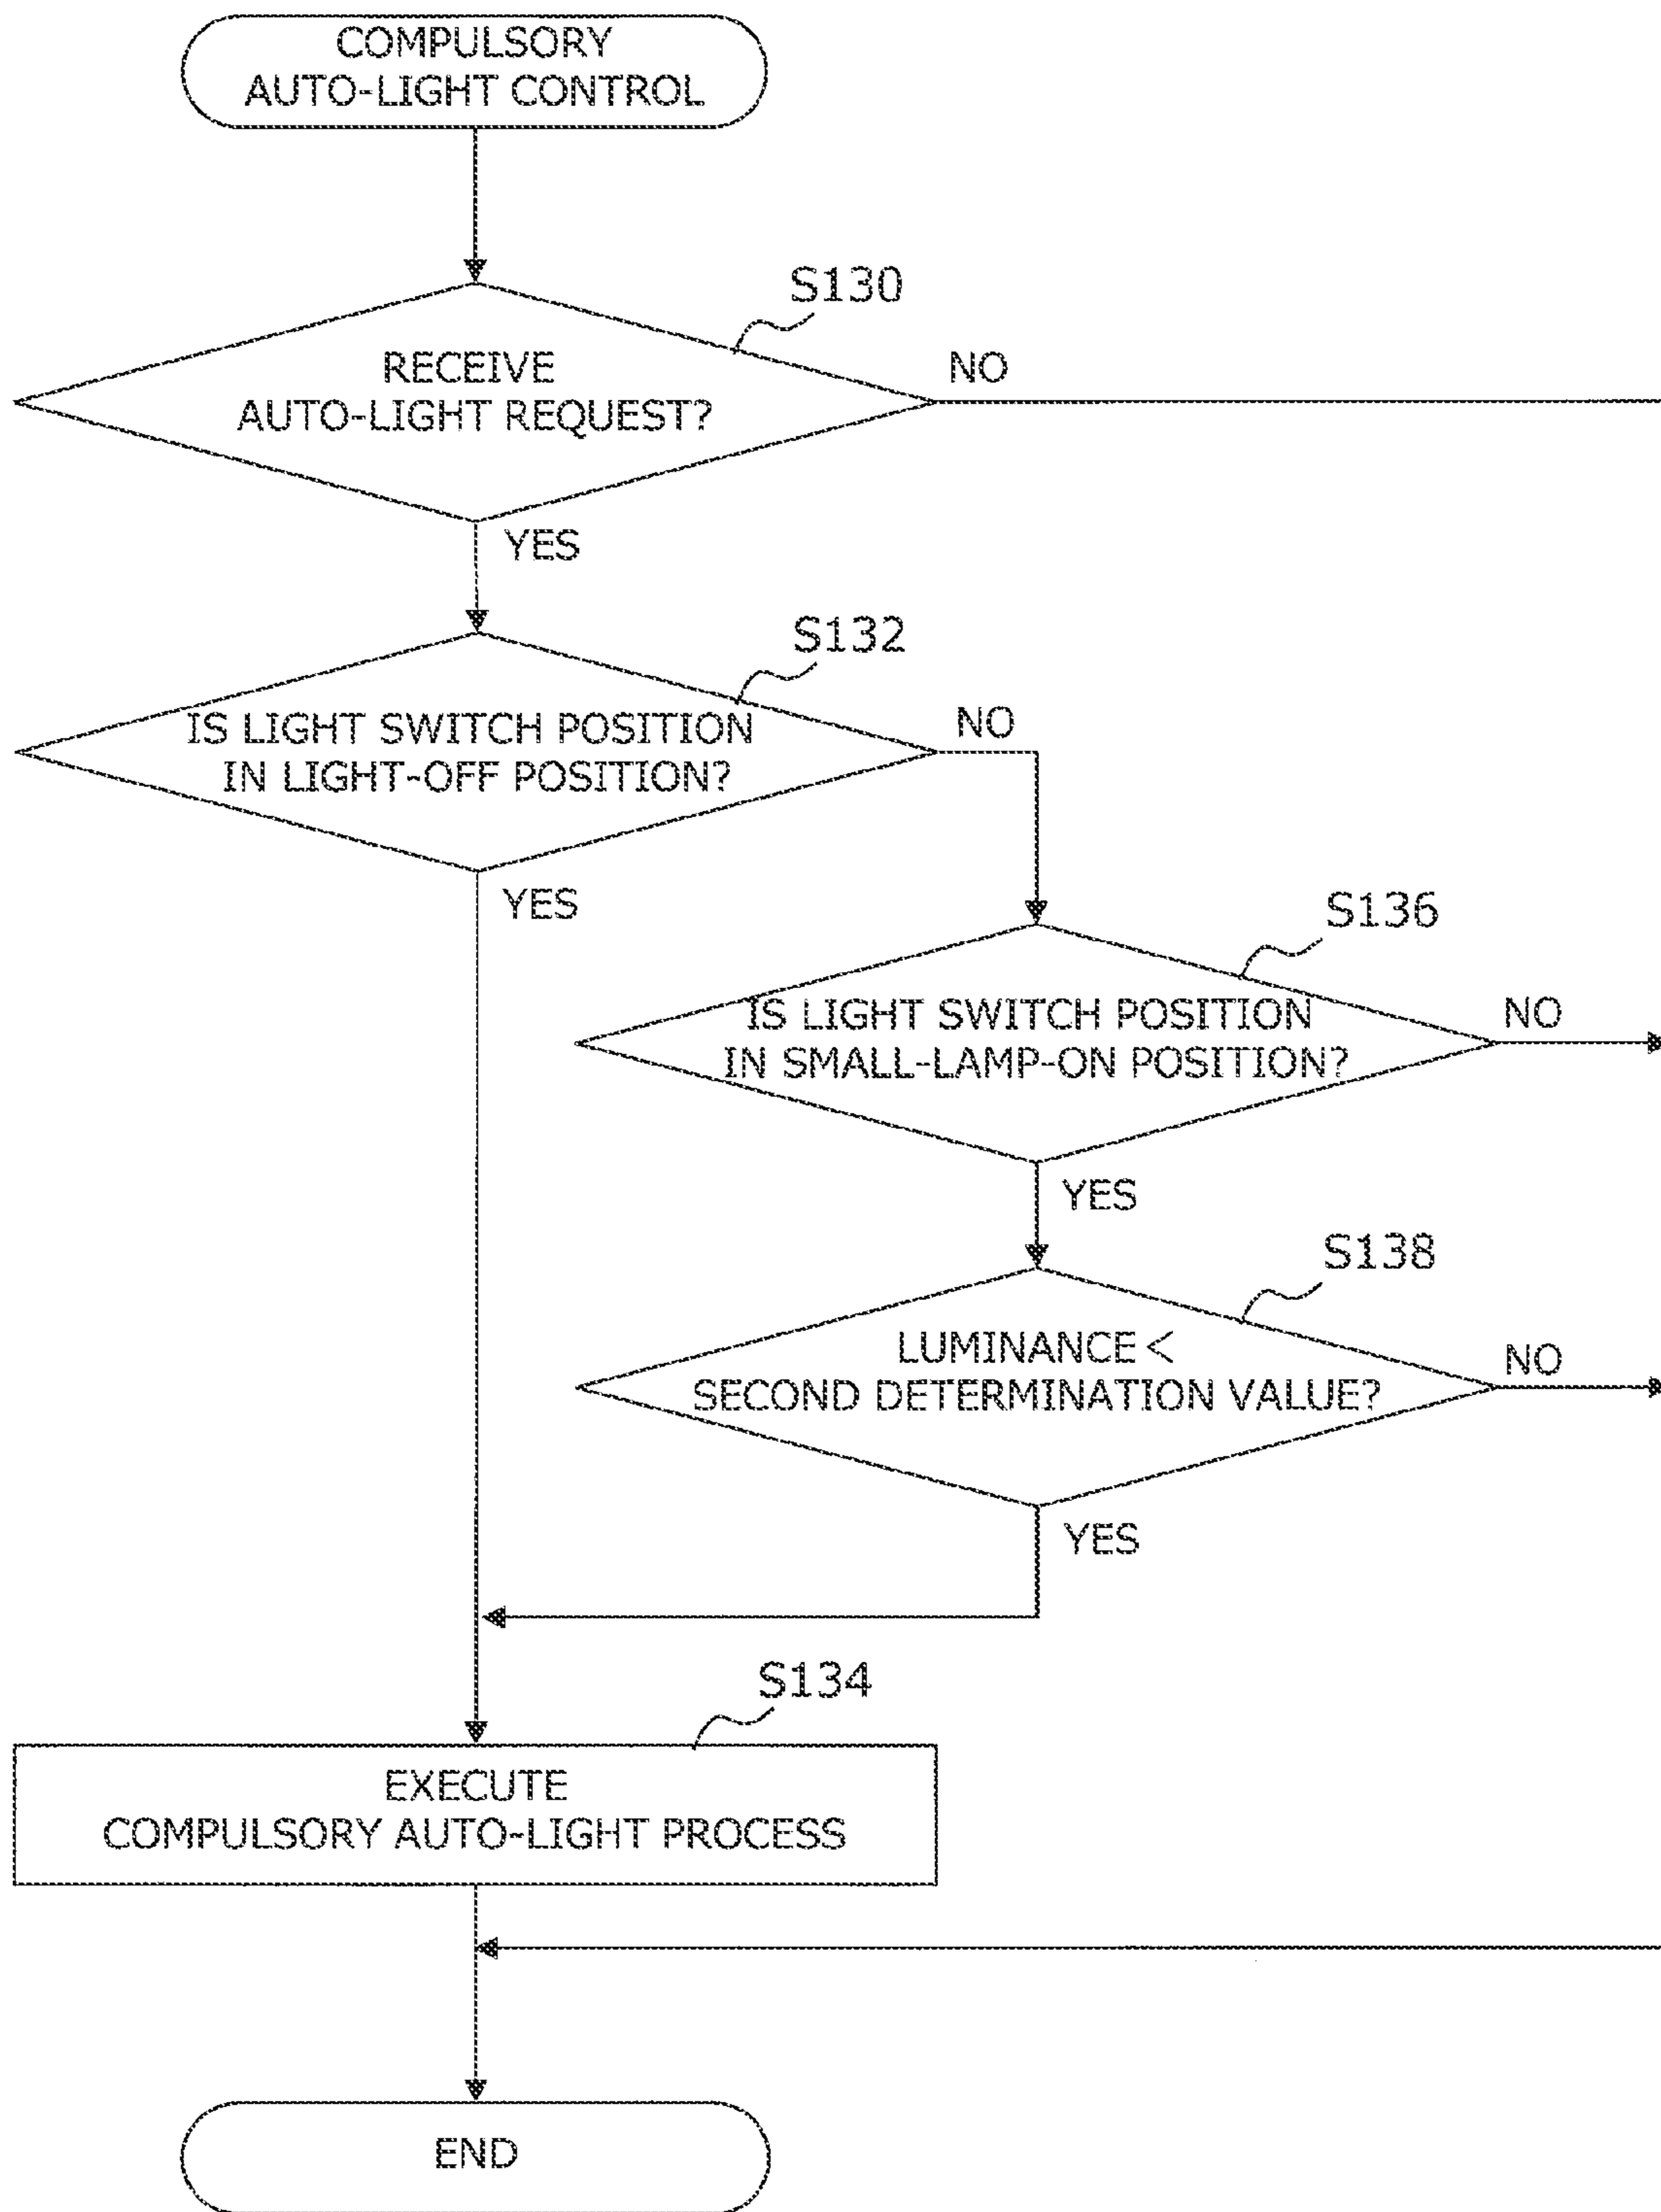 COMPULSORY
AUTO-LIGHT CONTROL
S130
RECEIVE
AUTO-LIGHT REQUEST?
NO
YES
S132
IS LIGHT SWITCH POSITION
IN LIGHT-OFF POSITION?
NO
YES
S136
IS LIGHT SWITCH POSITION
IN SMALL-LAMP-ON POSITION?
NO
YES
S138
LUMINANCE <
SECOND DETERMINATION VALUE?
NO
YES
S134
EXECUTE
COMPULSORY AUTO-LIGHT PROCESS
END